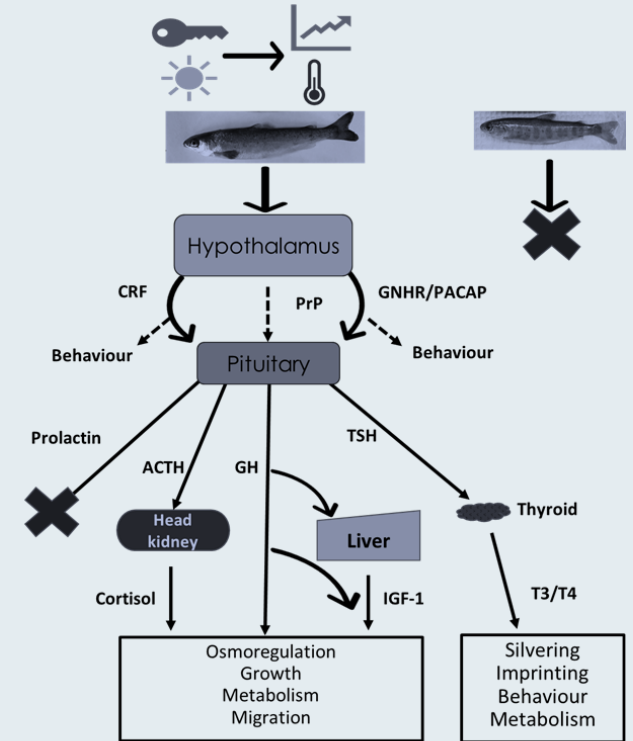 Hypothalamus
CRF
PrP
GNHR/PACAP
Behaviour
Behaviour
Pituitary
Prolactin
TSH
ACTH
GH
Head
kidney
Liver
Thyroid
Cortisol
IGF-1
T3/T4
Osmoregulation
Growth
Metabolism
Migration
Silvering
Imprinting
Behaviour
Metabolism